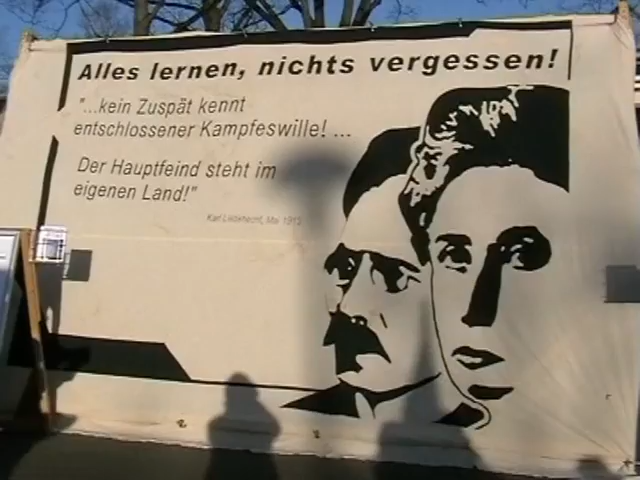 Alles lernen, nichts vergessen!
"...kein Zuspät kennt
entschlossener Kampfeswille! ...
Der Hauptfeind steht im
eigenen Land!"
Karl Liebknecht, Mai 1915